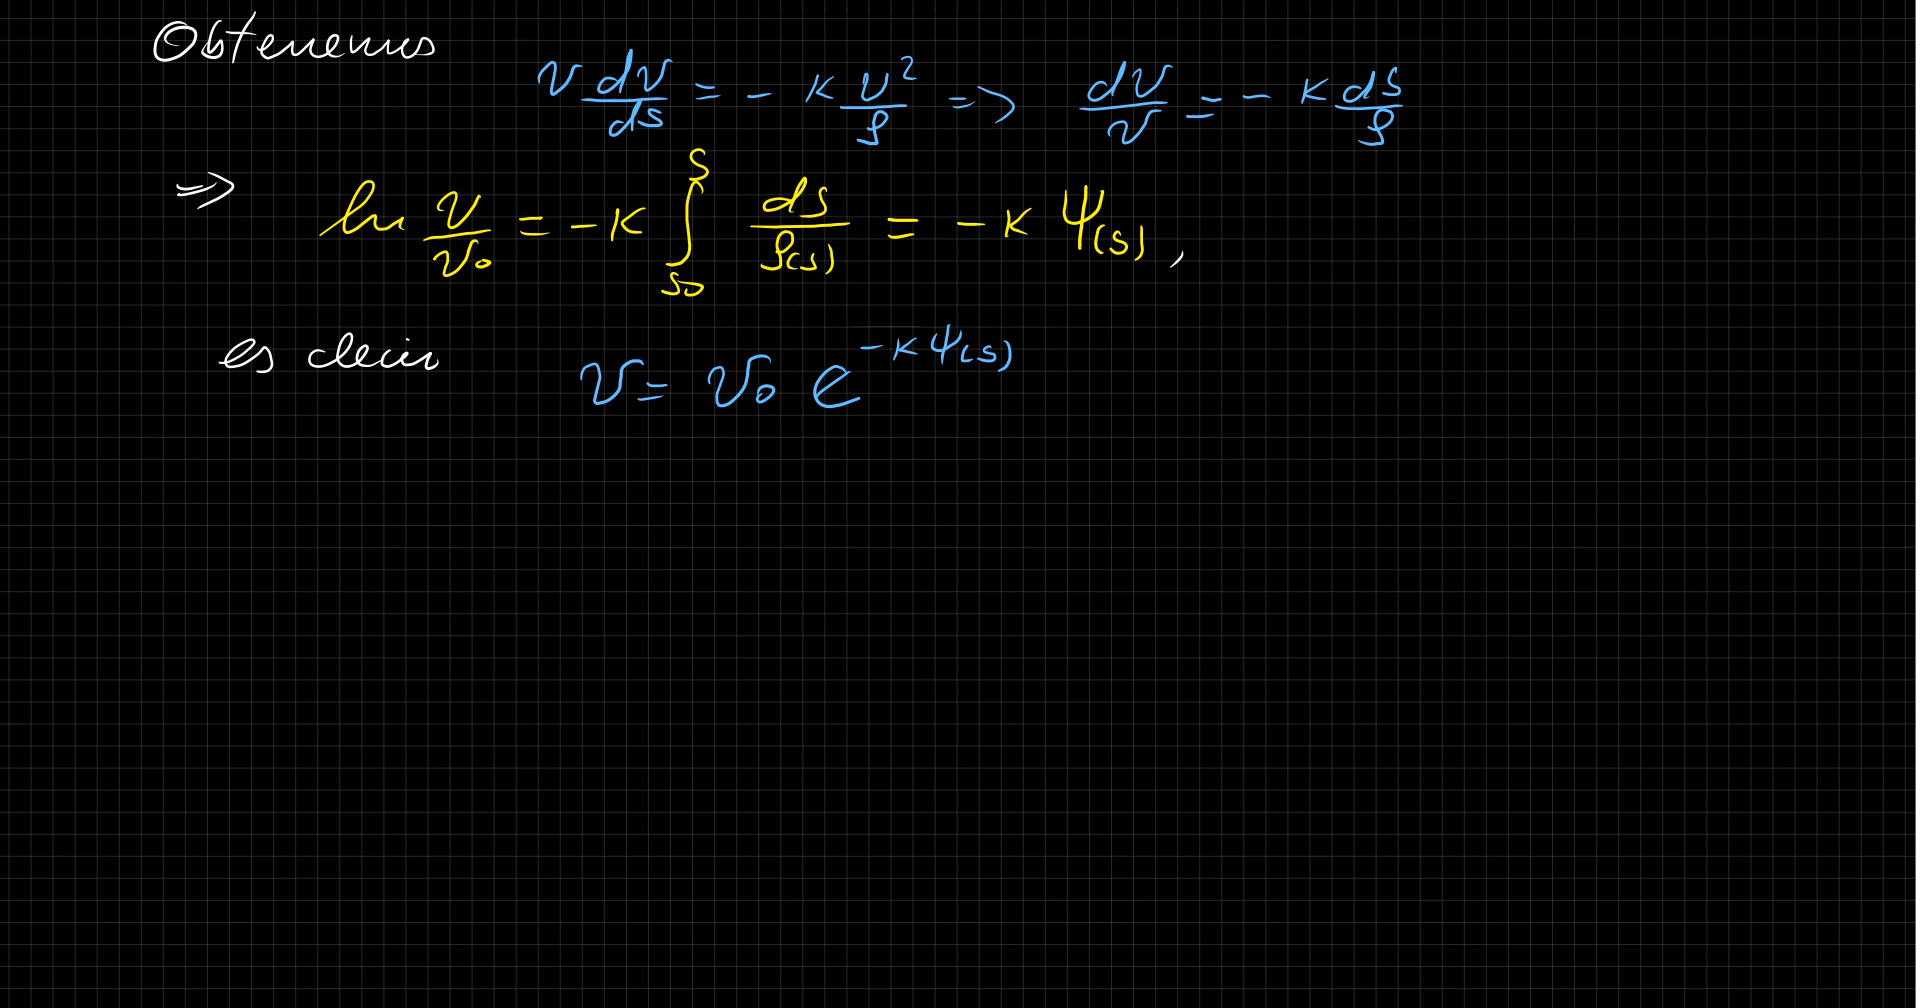 Obtenemos
v dv/ds = - κ v²/ρ => dv/v = - κ ds/ρ
=> ln v/v₀ = -κ ∫_{s₀}^{s} ds/ρ(s) = -κ Ψ(s),
es decir v = v₀ e^{-κ Ψ(s)}